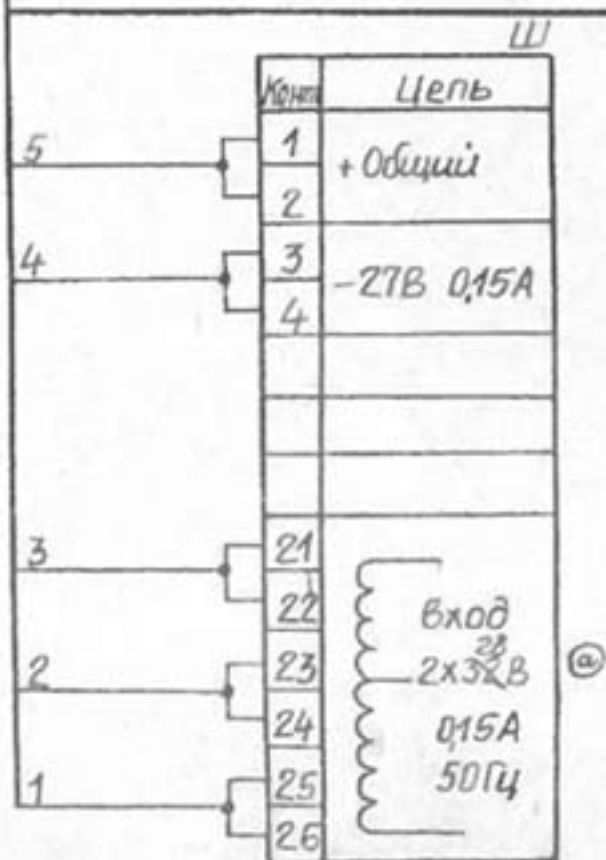 Ш
Конт Цепь
5 1 + Общий
2
4 3 -27В 0,15А
4
3 21
22 Вход
28
2 23 2х32В а
24 0,15А
1 25 50Гц
26